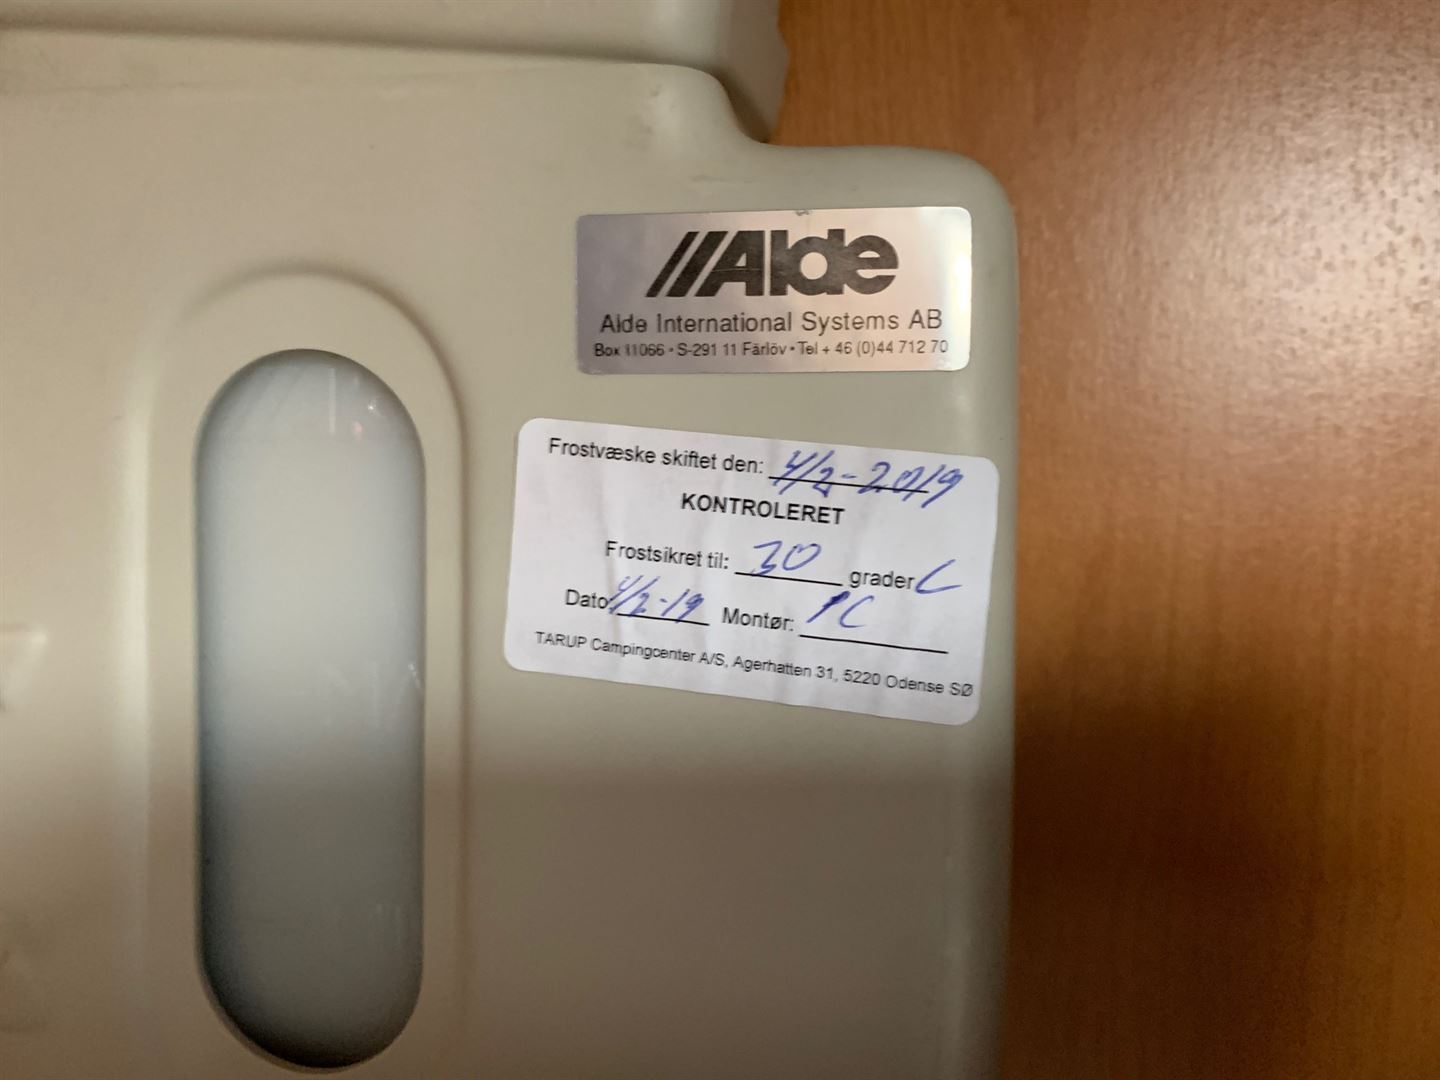 //Alde
Alde International Systems AB
Box 11066 • S-291 11 Färlöv • Tel + 46 (0)44 712 70
Frostvæske skiftet den: 4/2-2019
KONTROLERET
Frostsikret til: 30 grader C
Dato: 4/2-19 Montør: PC
TARUP Campingcenter A/S, Agerhatten 31, 5220 Odense SØ